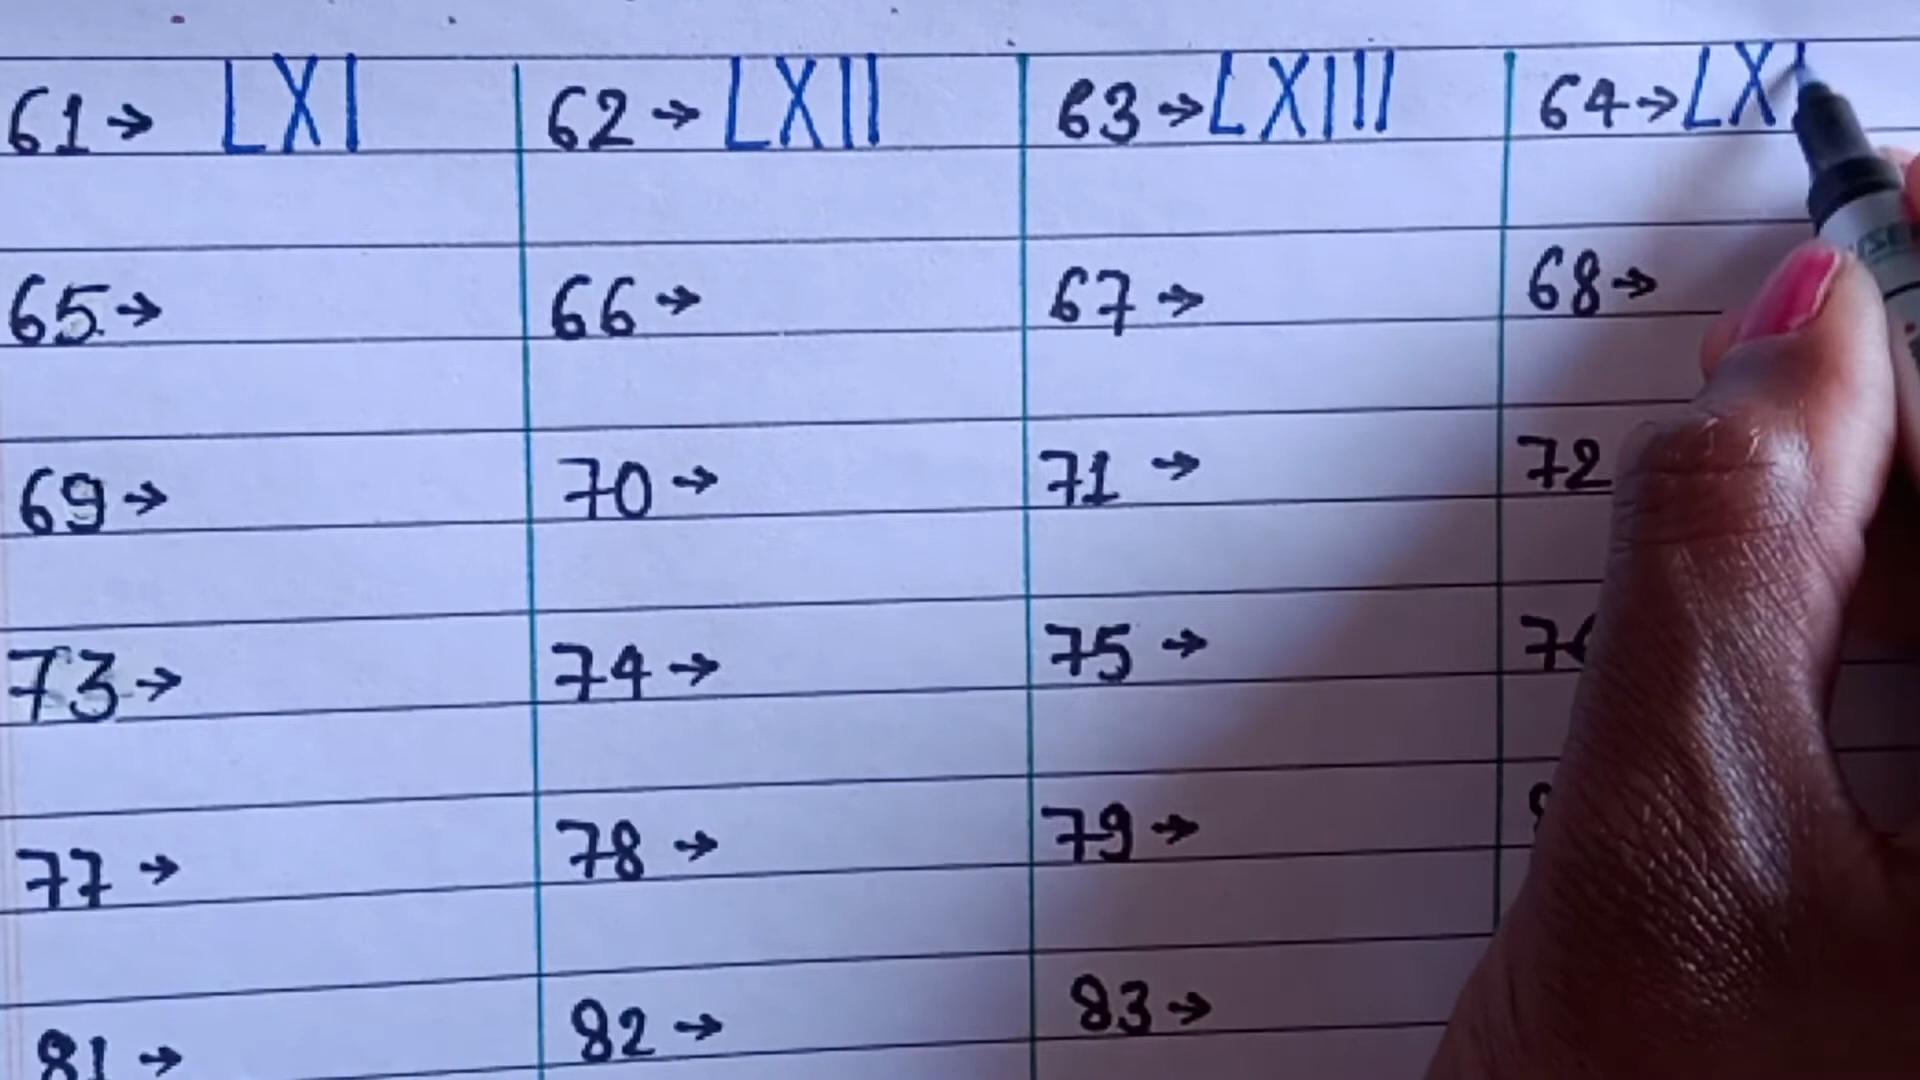 61→ LXI 62→ LXII 63→ LXIII 64→ LXI
65→ 66→ 67→ 68→
69→ 70→ 71→ 72
73→ 74→ 75→
77→ 78→ 79→
81→ 82→ 83→